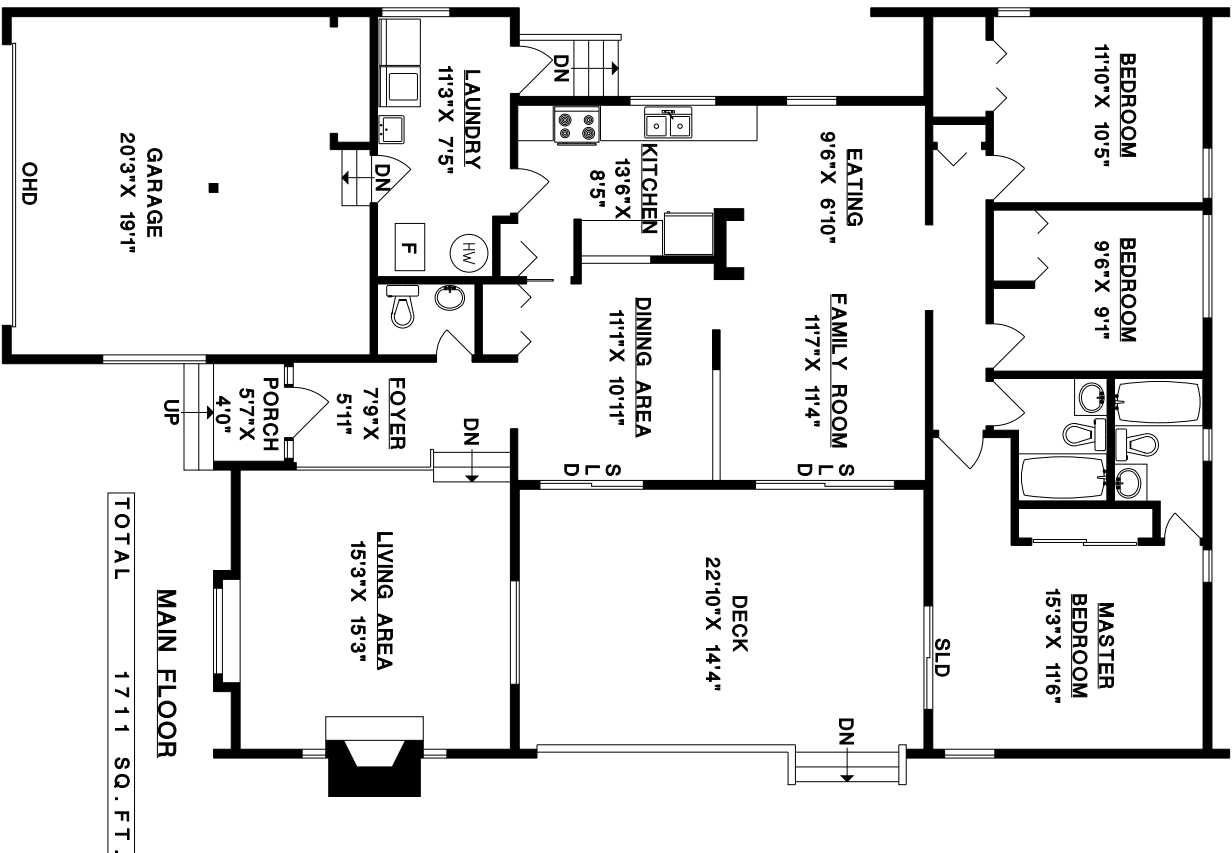 BEDROOM
11'10"X 10'5"
BEDROOM
9'6"X 9'1"
MASTER
BEDROOM
15'3"X 11'6"
SLD
EATING
9'6"X 6'10"
FAMILY ROOM
11'7"X 11'4"
SLD
DN
DECK
22'10"X 14'4"
KITCHEN
13'6"X
8'5"
DINING AREA
11'1"X 10'11"
SLD
DN
LAUNDRY
11'3"X 7'5"
HW
F
DN
DN
FOYER
7'9"X
5'11"
LIVING AREA
15'3"X 15'3"
PORCH
5'7"X
4'0"
UP
GARAGE
20'3"X 19'1"
OHD
MAIN FLOOR
TOTAL 1711 SQ.FT.